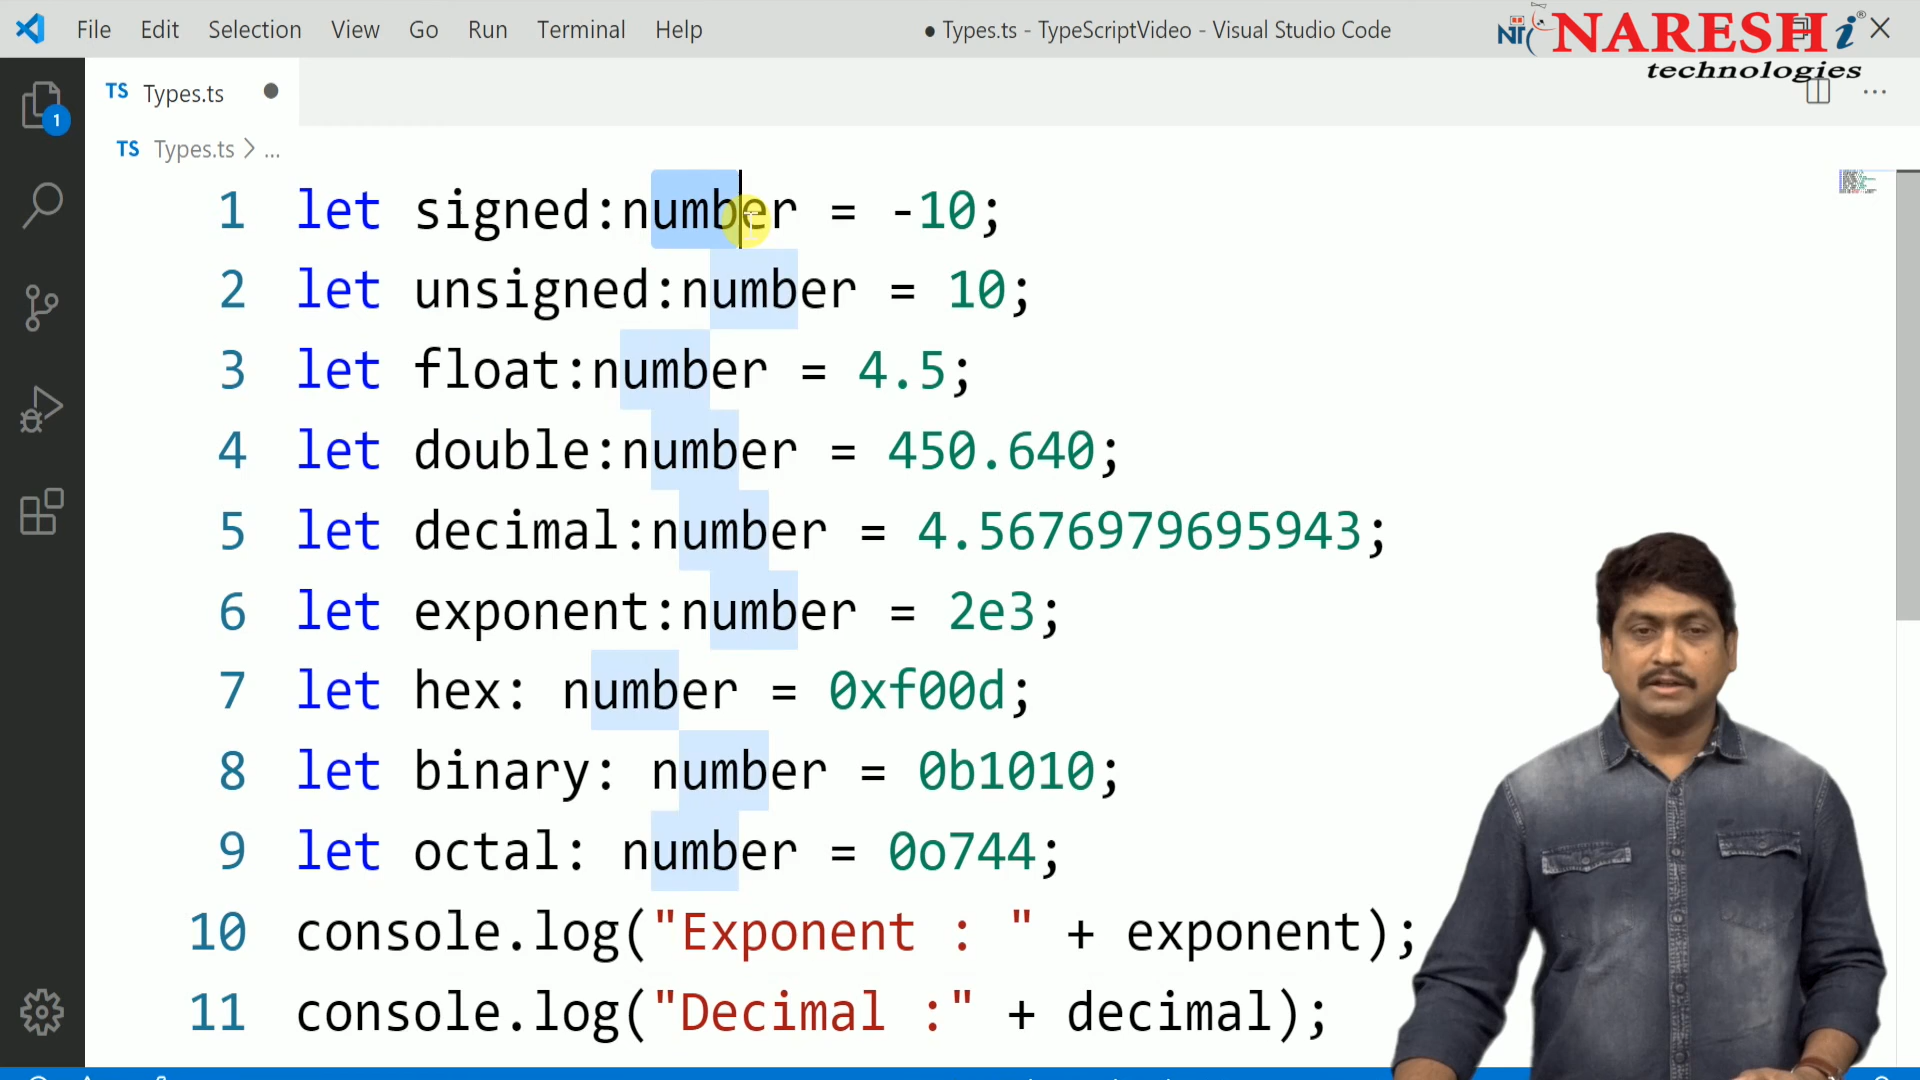 File Edit Selection View Go Run Terminal Help
● Types.ts - TypeScriptVideo - Visual Studio Code
NARESH i
technologies
TS Types.ts
TS Types.ts > ...
1
1 let signed:number = -10;
2 let unsigned:number = 10;
3 let float:number = 4.5;
4 let double:number = 450.640;
5 let decimal:number = 4.5676979695943;
6 let exponent:number = 2e3;
7 let hex: number = 0xf00d;
8 let binary: number = 0b1010;
9 let octal: number = 0o744;
10 console.log("Exponent : " + exponent);
11 console.log("Decimal :" + decimal);